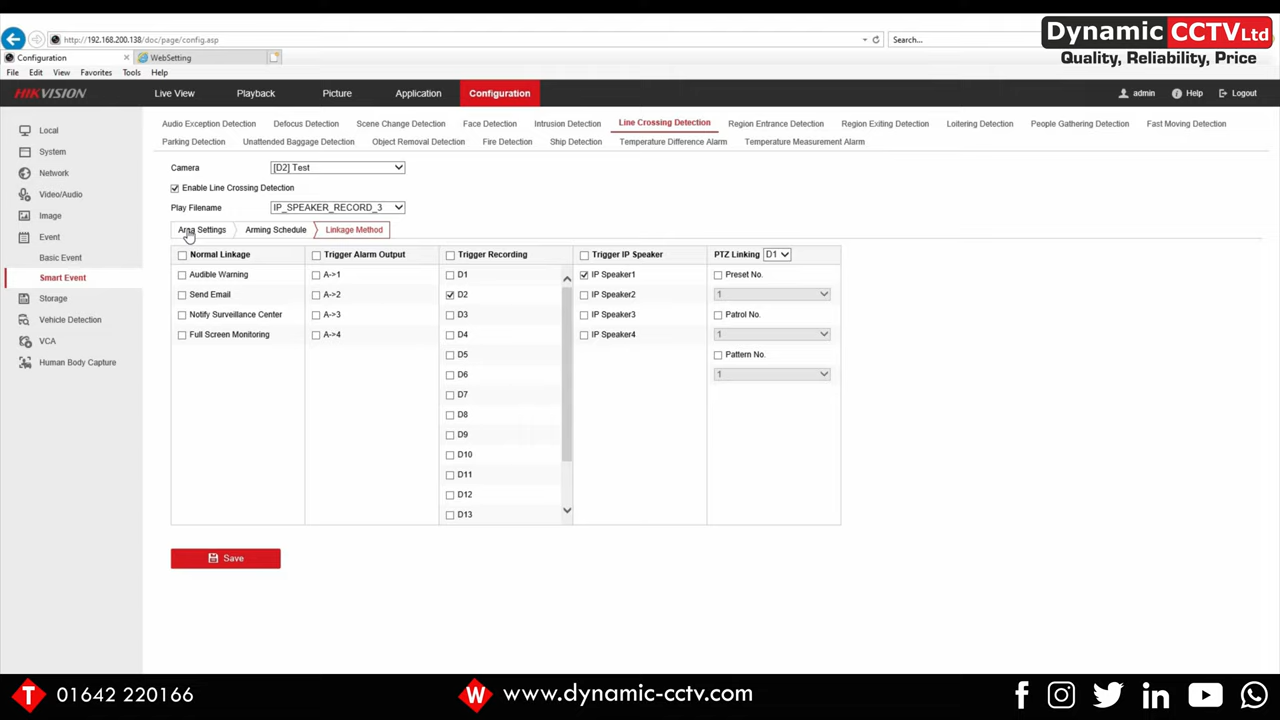 Dynamic CCTV Ltd
Quality, Reliability, Price
http://192.168.200.138/doc/page/config.asp
Search...
Configuration
WebSetting
File Edit View Favorites Tools Help
HIKVISION
Live View Playback Picture Application Configuration
admin Help Logout
Local
System
Network
Video/Audio
Image
Event
Basic Event
Smart Event
Storage
Vehicle Detection
VCA
Human Body Capture
Audio Exception Detection Defocus Detection Scene Change Detection Face Detection Intrusion Detection Line Crossing Detection Region Entrance Detection Region Exiting Detection Loitering Detection People Gathering Detection Fast Moving Detection
Parking Detection Unattended Baggage Detection Object Removal Detection Fire Detection Ship Detection Temperature Difference Alarm Temperature Measurement Alarm
Camera [D2] Test
Enable Line Crossing Detection
Play Filename IP_SPEAKER_RECORD_3
Area Settings Arming Schedule Linkage Method
Normal Linkage Trigger Alarm Output Trigger Recording Trigger IP Speaker PTZ Linking D1
Audible Warning A->1 D1 IP Speaker1 Preset No.
Send Email A->2 D2 IP Speaker2 1
Notify Surveillance Center A->3 D3 IP Speaker3 Patrol No.
Full Screen Monitoring A->4 D4 IP Speaker4 1
D5 Pattern No.
D6 1
D7
D8
D9
D10
D11
D12
D13
Save
T 01642 220166 W www.dynamic-cctv.com